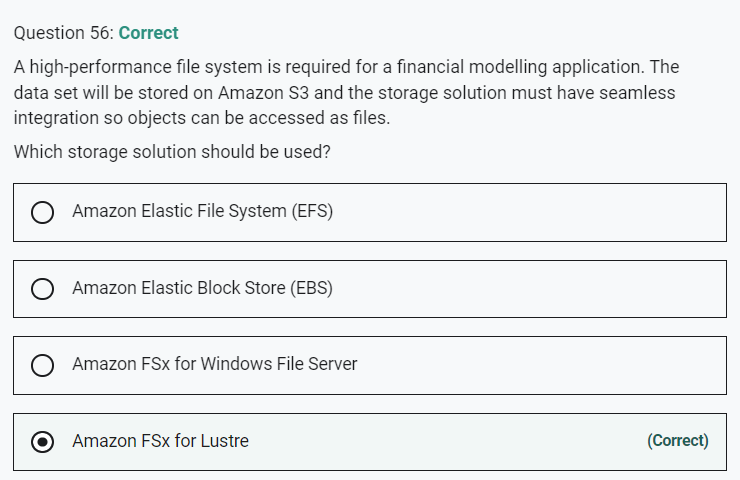 Question 56: Correct
A high-performance file system is required for a financial modelling application. The
data set will be stored on Amazon S3 and the storage solution must have seamless
integration so objects can be accessed as files.
Which storage solution should be used?
Amazon Elastic File System (EFS)
Amazon Elastic Block Store (EBS)
Amazon FSx for Windows File Server
Amazon FSx for Lustre (Correct)